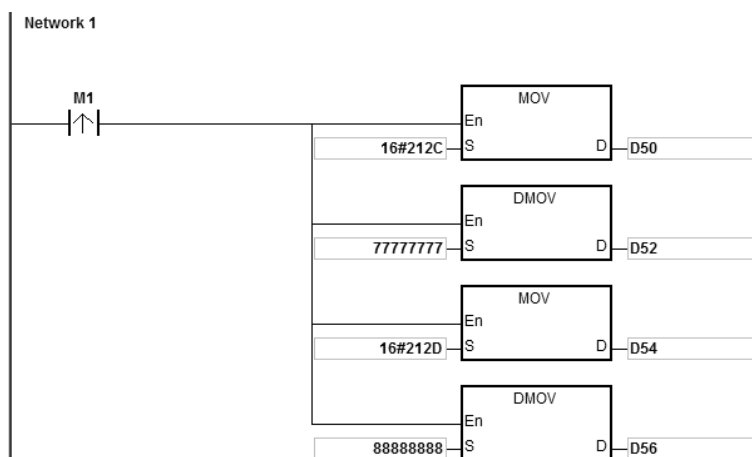 Network 1
M1
MOV
En
16#212C S D D50
DMOV
En
77777777 S D D52
MOV
En
16#212D S D D54
DMOV
En
88888888 S D D56